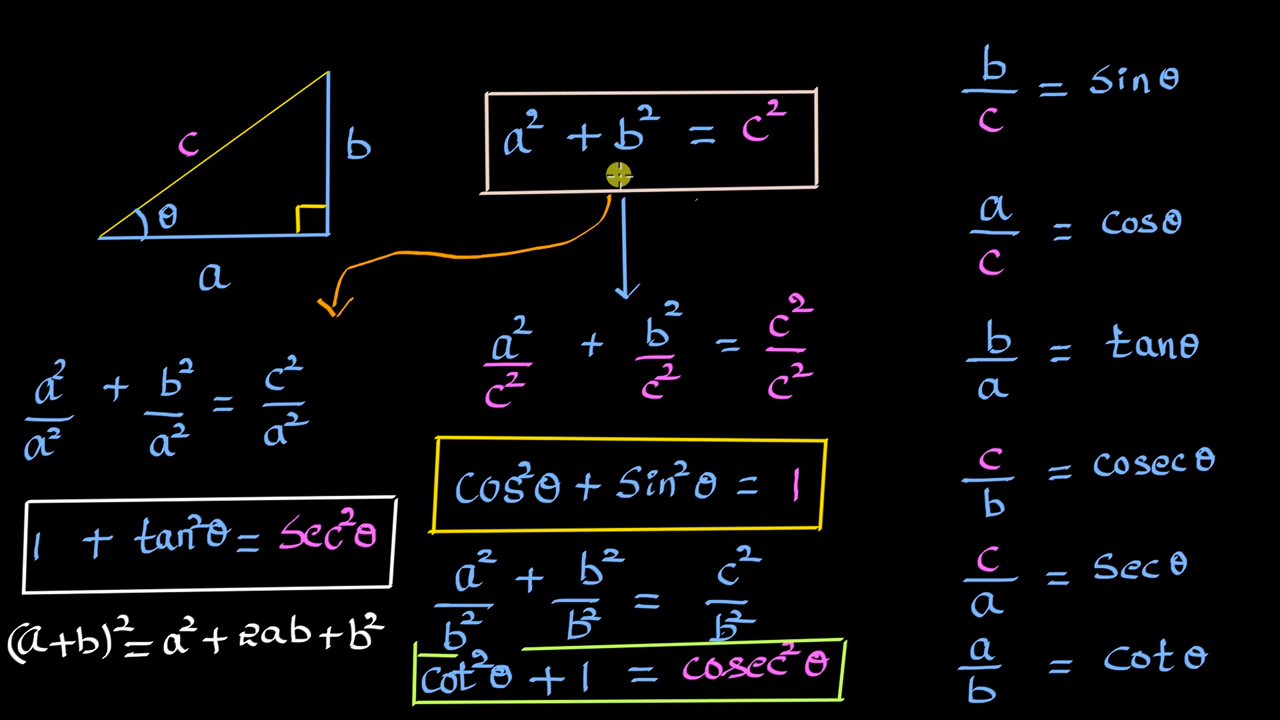 c
b
θ
a
a² + b² = c²
a²/c² + b²/c² = c²/c²
a²/a² + b²/a² = c²/a²
cos²θ + sin²θ = 1
1 + tan²θ = sec²θ
a²/b² + b²/b² = c²/b²
(a+b)² = a² + 2ab + b²
cot²θ + 1 = cosec²θ
b/c = sinθ
a/c = cosθ
b/a = tanθ
c/b = cosecθ
c/a = secθ
a/b = cotθ